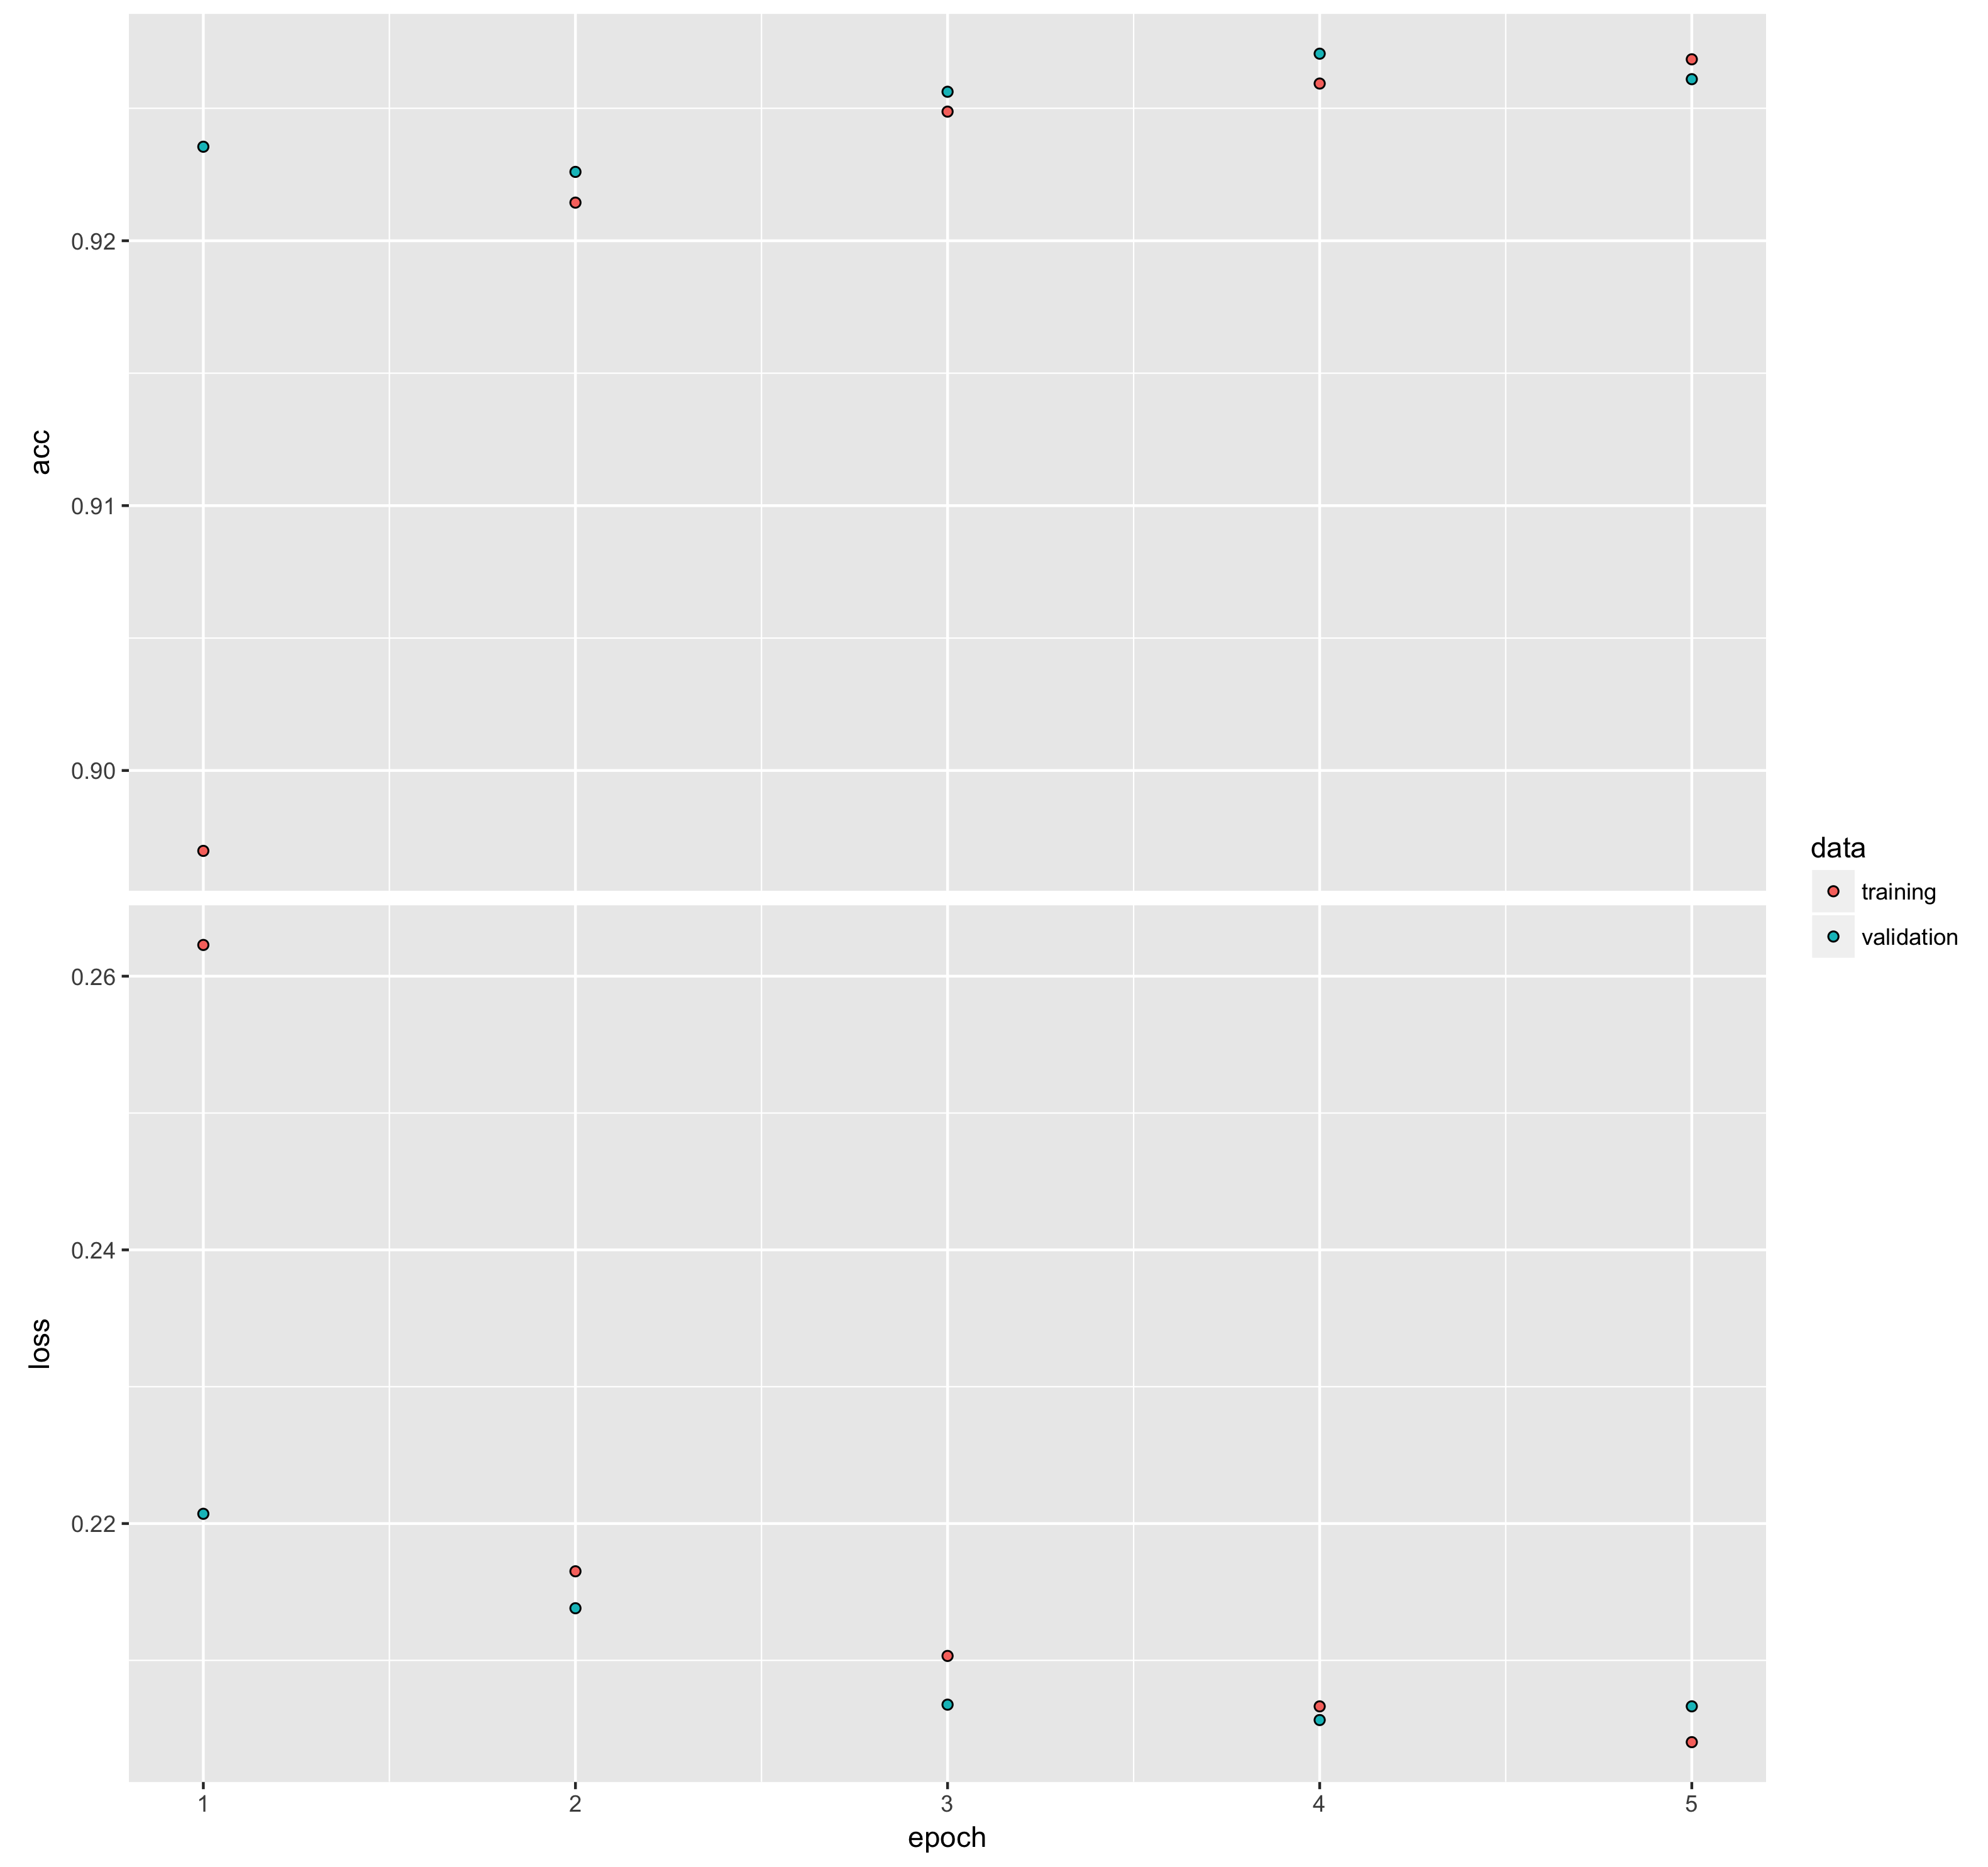 acc
0.92
0.91
0.90
loss
0.26
0.24
0.22
1 2 3 4 5
epoch
data
training
validation